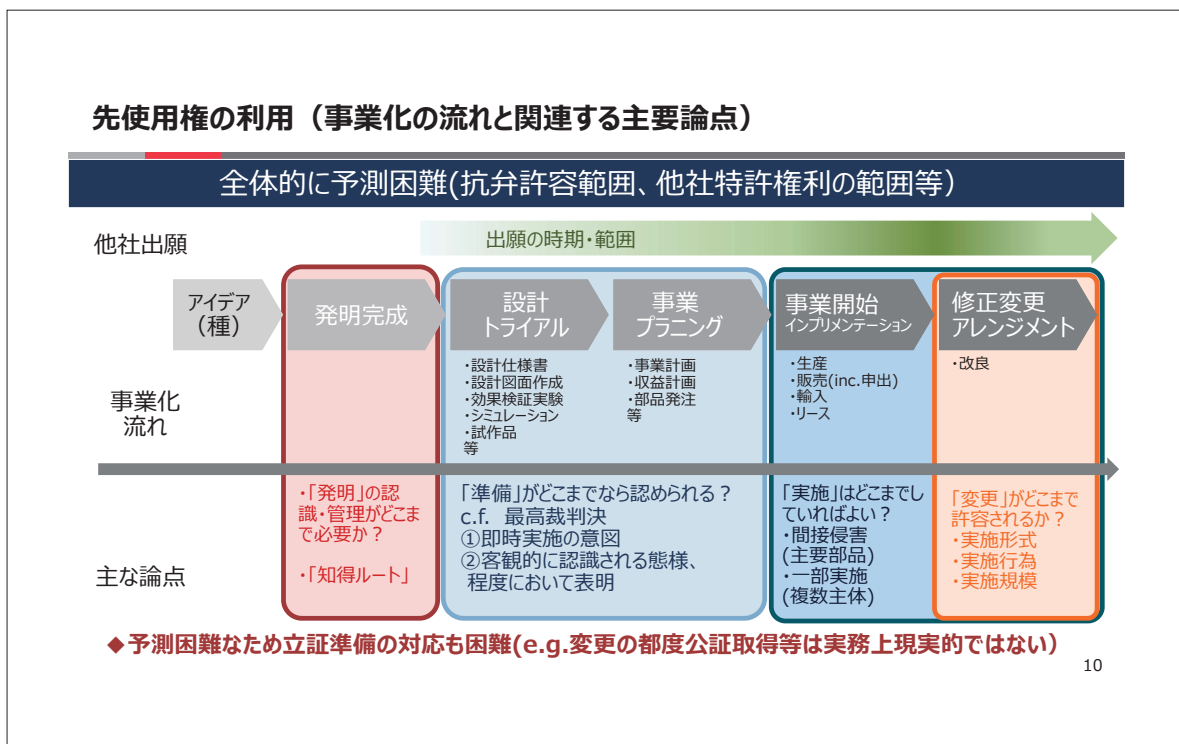 先使用権の利用（事業化の流れと関連する主要論点）
全体的に予測困難(抗弁許容範囲、他社特許権利の範囲等）
他社出願
出願の時期・範囲
アイデア
（種）
発明完成
設計
トライアル
事業
プラニング
事業開始
インプリメンテーション
修正変更
アレンジメント
事業化
流れ
・設計仕様書
・設計図面作成
・効果検証実験
・シミュレーション
・試作品
等
・事業計画
・収益計画
・部品発注
等
・生産
・販売(inc.申出)
・輸入
・リース
・改良
主な論点
・「発明」の認
識・管理がどこま
で必要か？
・「知得ルート」
「準備」がどこまでなら認められる？
c.f. 最高裁判決
①即時実施の意図
②客観的に認識される態様、
程度において表明
「実施」はどこまでし
ていればよい？
・間接侵害
(主要部品)
・一部実施
(複数主体)
「変更」がどこまで
許容されるか？
・実施形式
・実施行為
・実施規模
◆予測困難なため立証準備の対応も困難(e.g.変更の都度公証取得等は実務上現実的ではない）
10